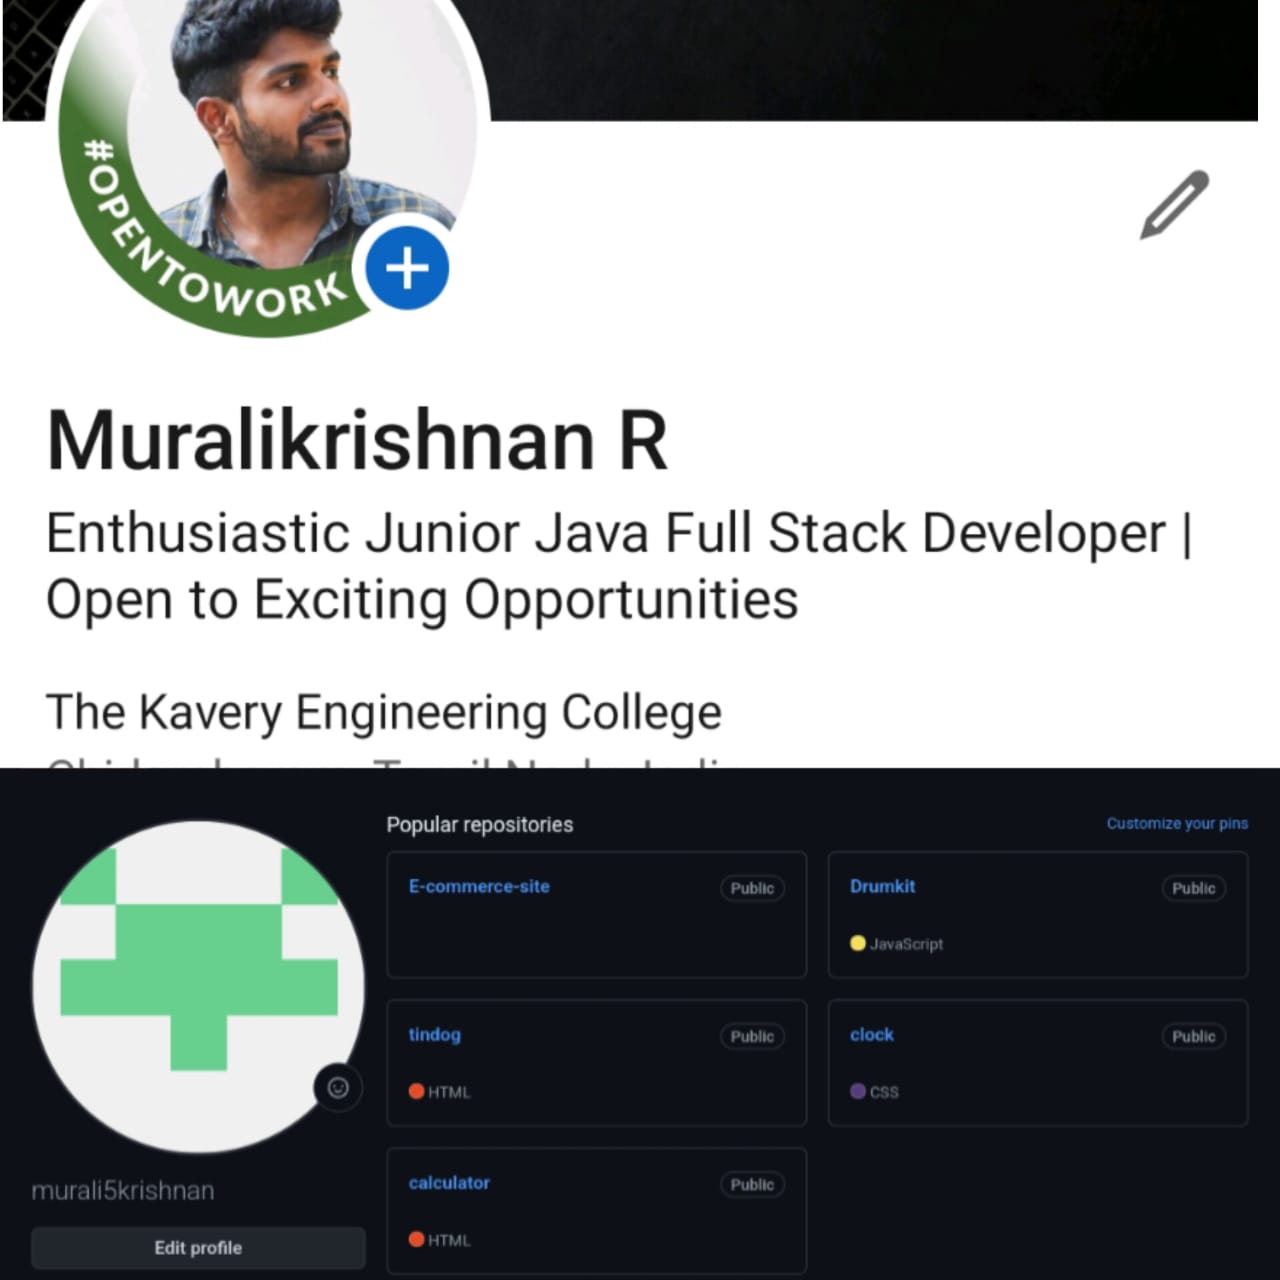 #OPENTOWORK
Muralikrishnan R
Enthusiastic Junior Java Full Stack Developer |
Open to Exciting Opportunities
The Kavery Engineering College
Popular repositories
Customize your pins
E-commerce-site
Public
Drumkit
Public
JavaScript
tindog
Public
HTML
clock
Public
CSS
calculator
Public
HTML
murali5krishnan
Edit profile